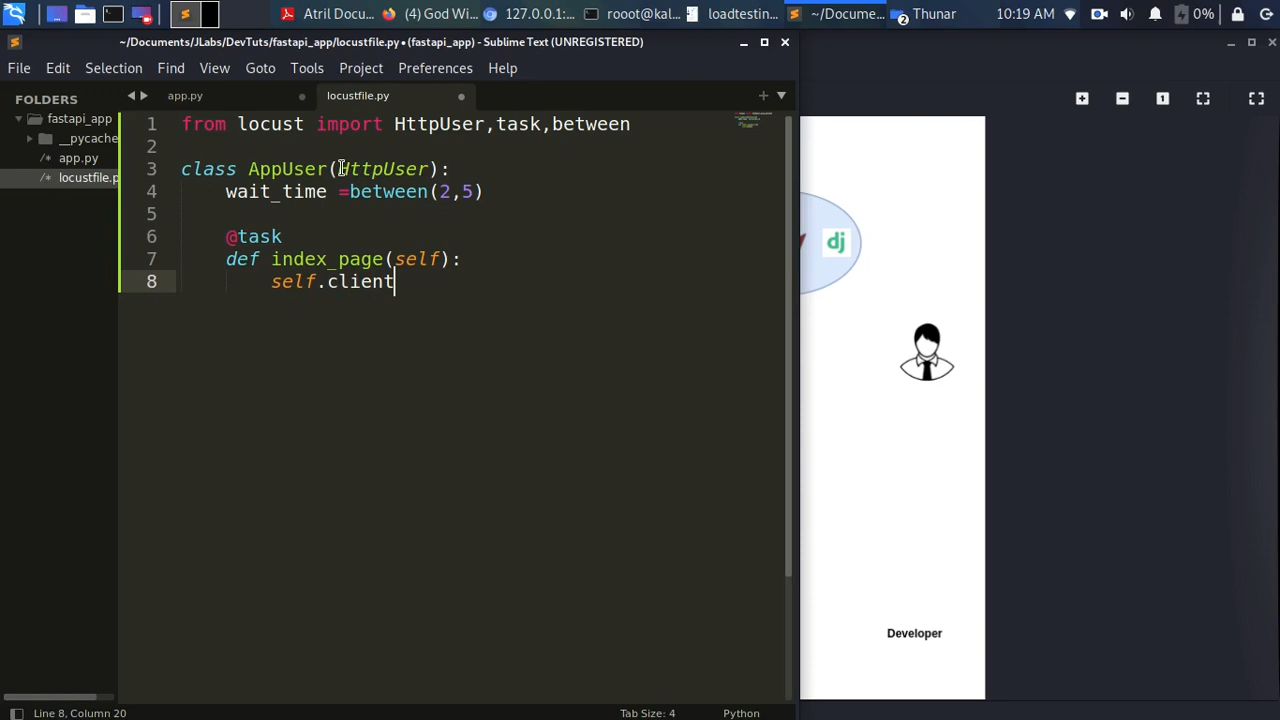 Atril Docu...
(4) God Wi...
127.0.0.1:...
rooot@kal...
loadtestin...
~/Docume...
2
Thunar
10:19 AM
0%
~/Documents/JLabs/DevTuts/fastapi_app/locustfile.py • (fastapi_app) - Sublime Text (UNREGISTERED)
File Edit Selection Find View Goto Tools Project Preferences Help
FOLDERS
fastapi_app
__pycache
/* app.py
/* locustfile.p
app.py
locustfile.py
1 from locust import HttpUser,task,between
2
3 class AppUser(HttpUser):
4 wait_time =between(2,5)
5
6 @task
7 def index_page(self):
8 self.client
dj
1
Developer
Line 8, Column 20
Tab Size: 4
Python